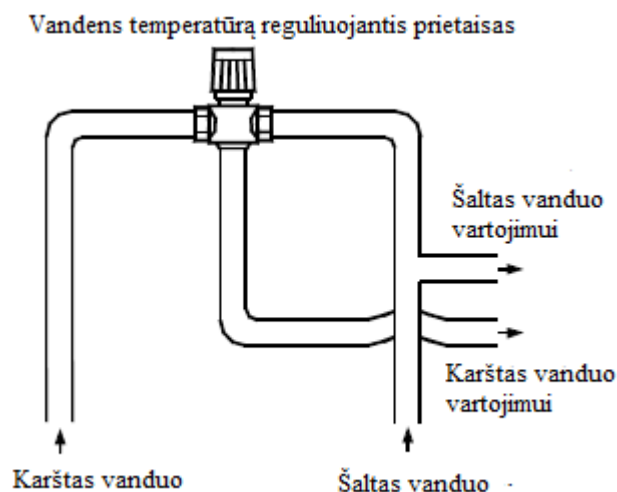 Vandens temperatūrą reguliuojantis prietaisas
Šaltas vanduo
vartojimui
Karštas vanduo
vartojimui
Karštas vanduo
Šaltas vanduo